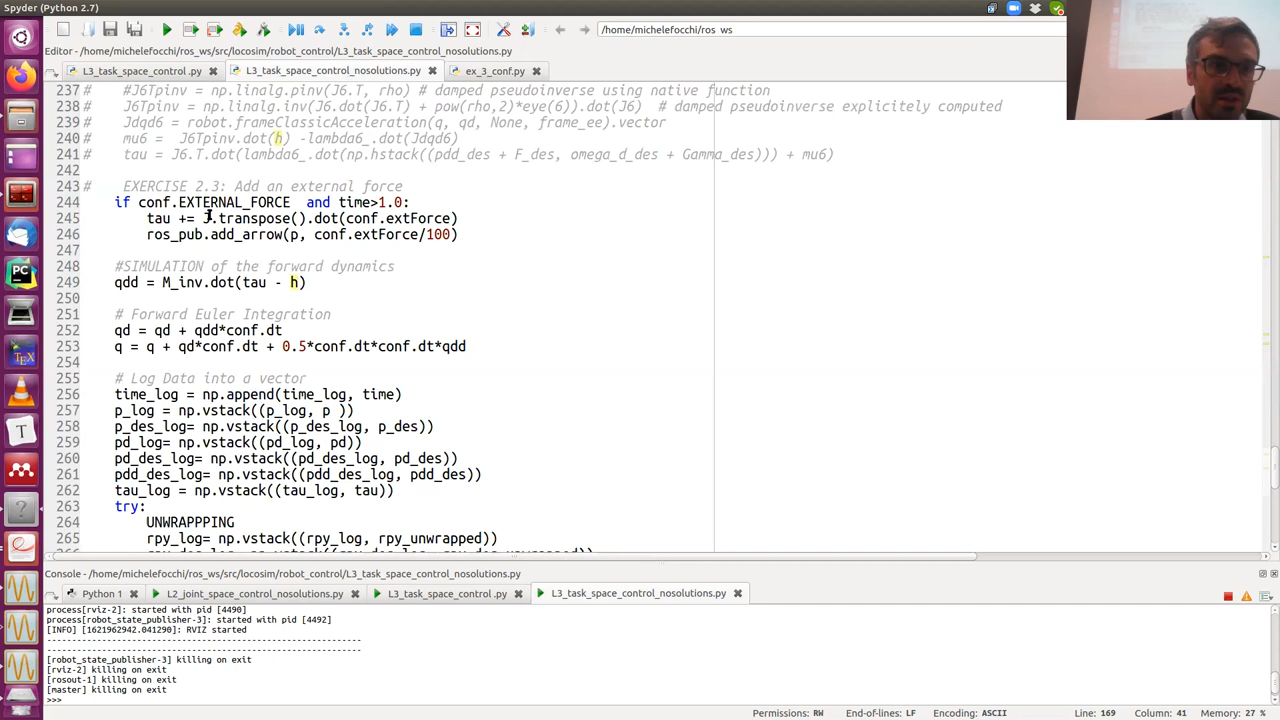 Spyder (Python 2.7)
/home/michelefocchi/ros_ws
Editor - /home/michelefocchi/ros_ws/src/locosim/robot_control/L3_task_space_control_nosolutions.py
L3_task_space_control .py
L3_task_space_control_nosolutions.py
ex_3_conf.py
237 # #J6Tpinv = np.linalg.pinv(J6.T, rho) # damped pseudoinverse using native function
238 # J6Tpinv = np.linalg.inv(J6.dot(J6.T) + pow(rho,2)*eye(6)).dot(J6) # damped pseudoinverse explicitely computed
239 # Jdqd6 = robot.frameClassicAcceleration(q, qd, None, frame_ee).vector
240 # mu6 = J6Tpinv.dot(h) -lambda6_.dot(Jdqd6)
241 # tau = J6.T.dot(lambda6_.dot(np.hstack((pdd_des + F_des, omega_d_des + Gamma_des))) + mu6)
242
243 # EXERCISE 2.3: Add an external force
244 if conf.EXTERNAL_FORCE and time>1.0:
245 tau += J.transpose().dot(conf.extForce)
246 ros_pub.add_arrow(p, conf.extForce/100)
247
248 #SIMULATION of the forward dynamics
249 qdd = M_inv.dot(tau - h)
250
251 # Forward Euler Integration
252 qd = qd + qdd*conf.dt
253 q = q + qd*conf.dt + 0.5*conf.dt*conf.dt*qdd
254
255 # Log Data into a vector
256 time_log = np.append(time_log, time)
257 p_log = np.vstack((p_log, p ))
258 p_des_log= np.vstack((p_des_log, p_des))
259 pd_log= np.vstack((pd_log, pd))
260 pd_des_log= np.vstack((pd_des_log, pd_des))
261 pdd_des_log= np.vstack((pdd_des_log, pdd_des))
262 tau_log = np.vstack((tau_log, tau))
263 try:
264 UNWRAPPPING
265 rpy_log= np.vstack((rpy_log, rpy_unwrapped))
Console - /home/michelefocchi/ros_ws/src/locosim/robot_control/L3_task_space_control_nosolutions.py
Python 1
L2_joint_space_control_nosolutions.py
L3_task_space_control .py
L3_task_space_control_nosolutions.py
process[rviz-2]: started with pid [4490]
process[robot_state_publisher-3]: started with pid [4492]
[INFO] [1621962942.041290]: RVIZ started
[robot_state_publisher-3] killing on exit
[rviz-2] killing on exit
[rosout-1] killing on exit
[master] killing on exit
>>>
Permissions: RW End-of-lines: LF Encoding: ASCII Line: 169 Column: 41 Memory: 27 %